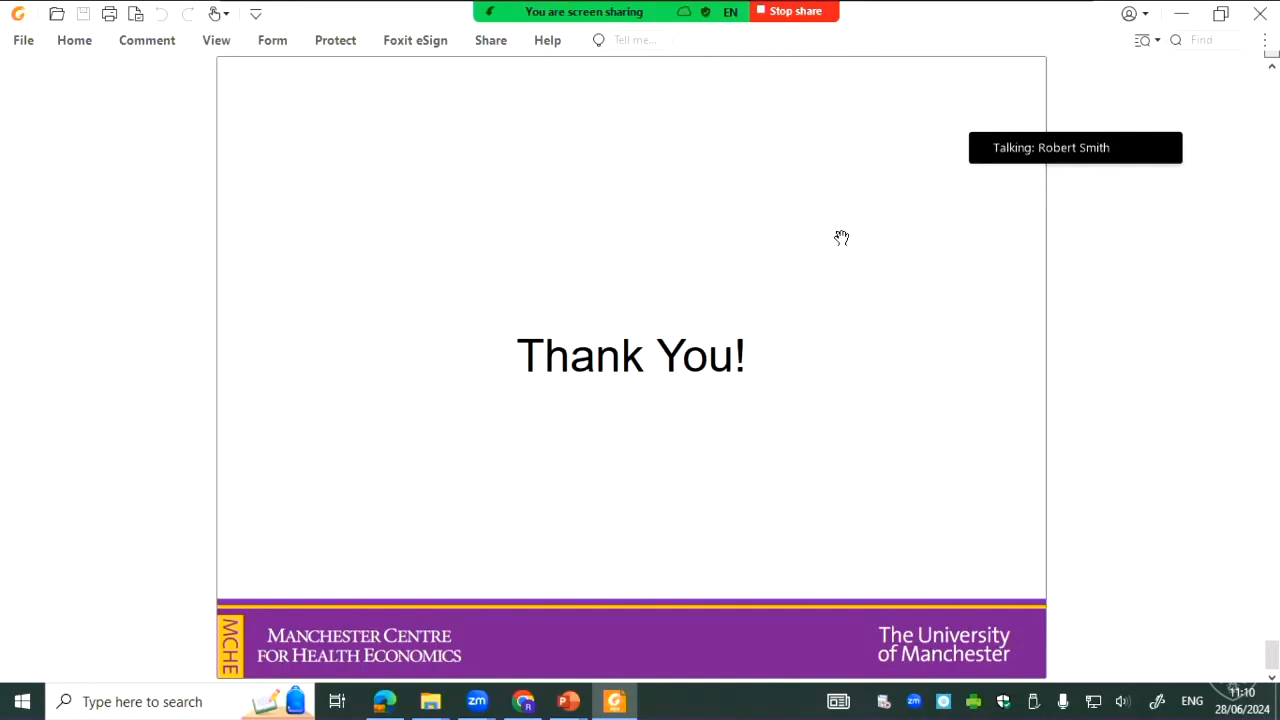 You are screen sharing
EN
Stop share
File
Home
Comment
View
Form
Protect
Foxit eSign
Share
Help
Tell me...
Find
Talking: Robert Smith
Thank You!
MCHE
MANCHESTER CENTRE
FOR HEALTH ECONOMICS
The University
of Manchester
Type here to search
zm
R
P
zm
ENG
11:10
28/06/2024